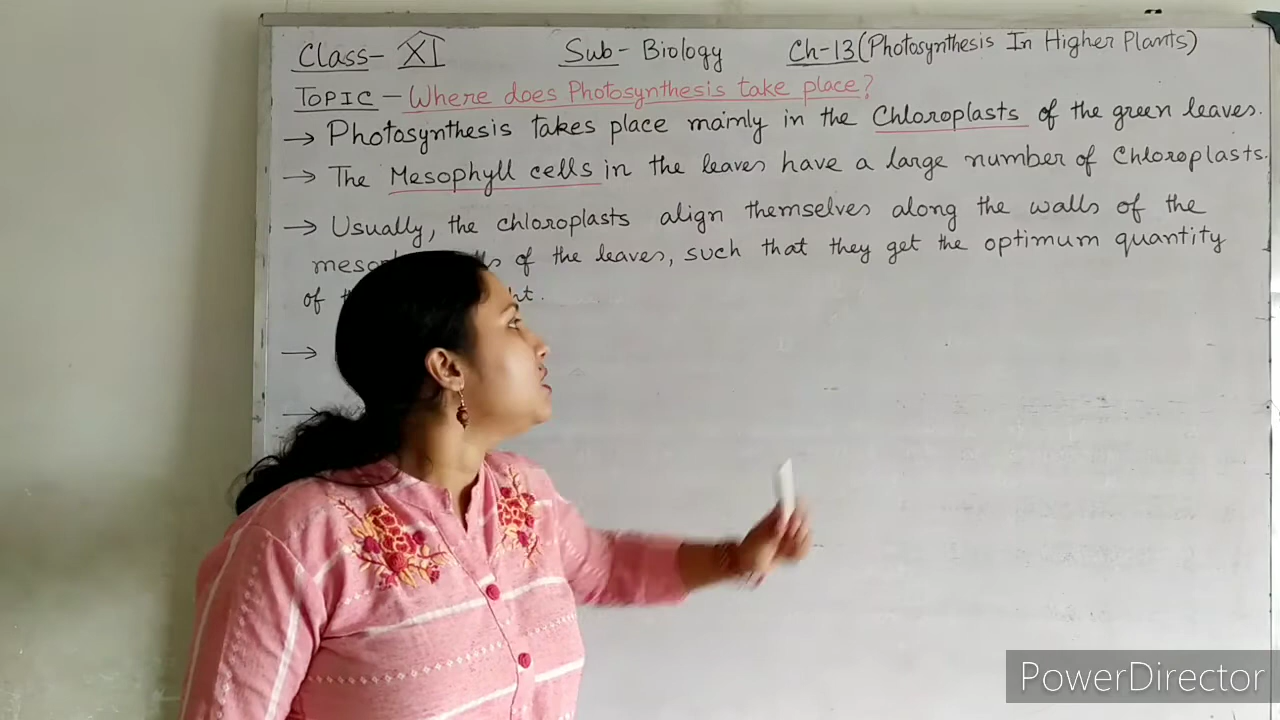 Class- XI Sub- Biology Ch-13(Photosynthesis In Higher Plants)
TOPIC - Where does Photosynthesis take place?
→ Photosynthesis takes place mainly in the Chloroplasts of the green leaves.
→ The Mesophyll cells in the leaves have a large number of Chloroplasts.
→ Usually, the chloroplasts align themselves along the walls of the
of the leaves, such that they get the optimum quantity
of
→
PowerDirector